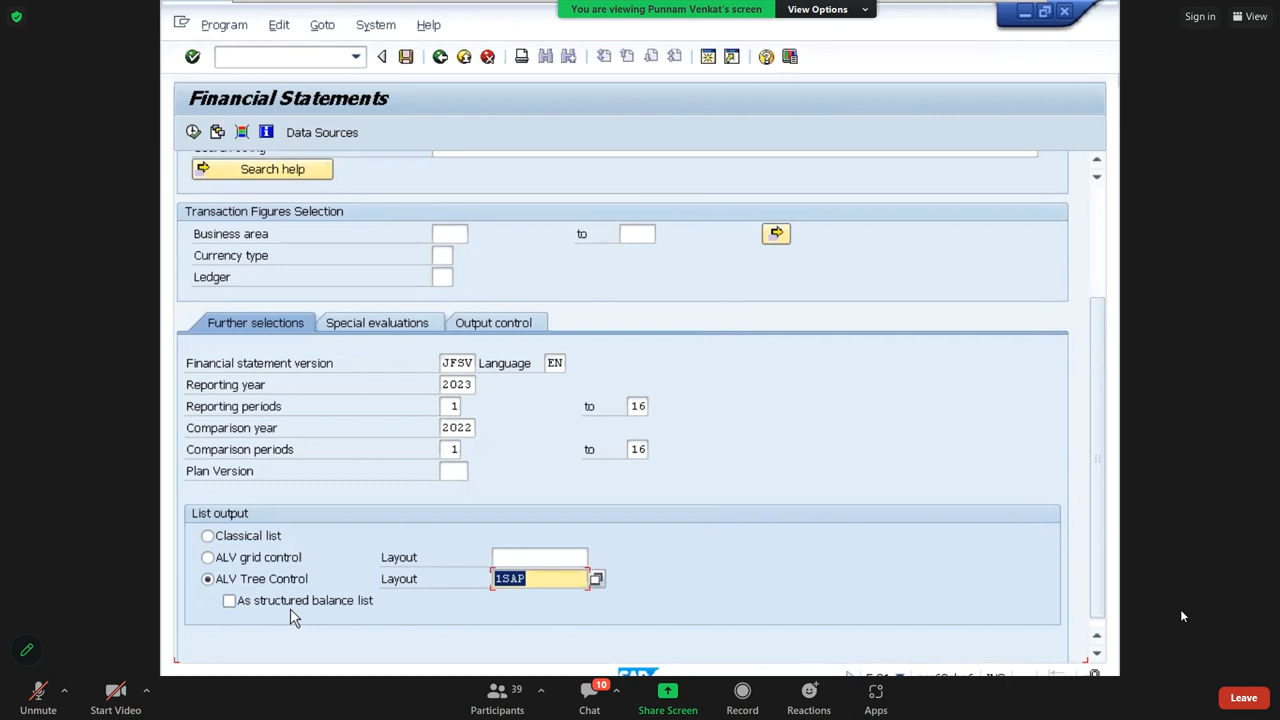 You are viewing Punnam Venkat's screen View Options
Sign in View
Program Edit Goto System Help
Financial Statements
Data Sources
Search help
Transaction Figures Selection
Business area to
Currency type
Ledger
Further selections Special evaluations Output control
Financial statement version JFSV Language EN
Reporting year 2023
Reporting periods 1 to 16
Comparison year 2022
Comparison periods 1 to 16
Plan Version
List output
Classical list
ALV grid control Layout
ALV Tree Control Layout 1SAP
As structured balance list
10
39
Unmute Start Video Participants Chat Share Screen Record Reactions Apps Leave